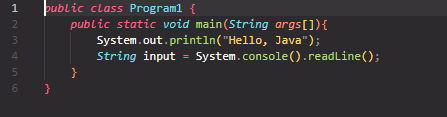 1 public class Program1 {
2     public static void main(String args[]){
3         System.out.println("Hello, Java");
4         String input = System.console().readLine();
5     }
6 }